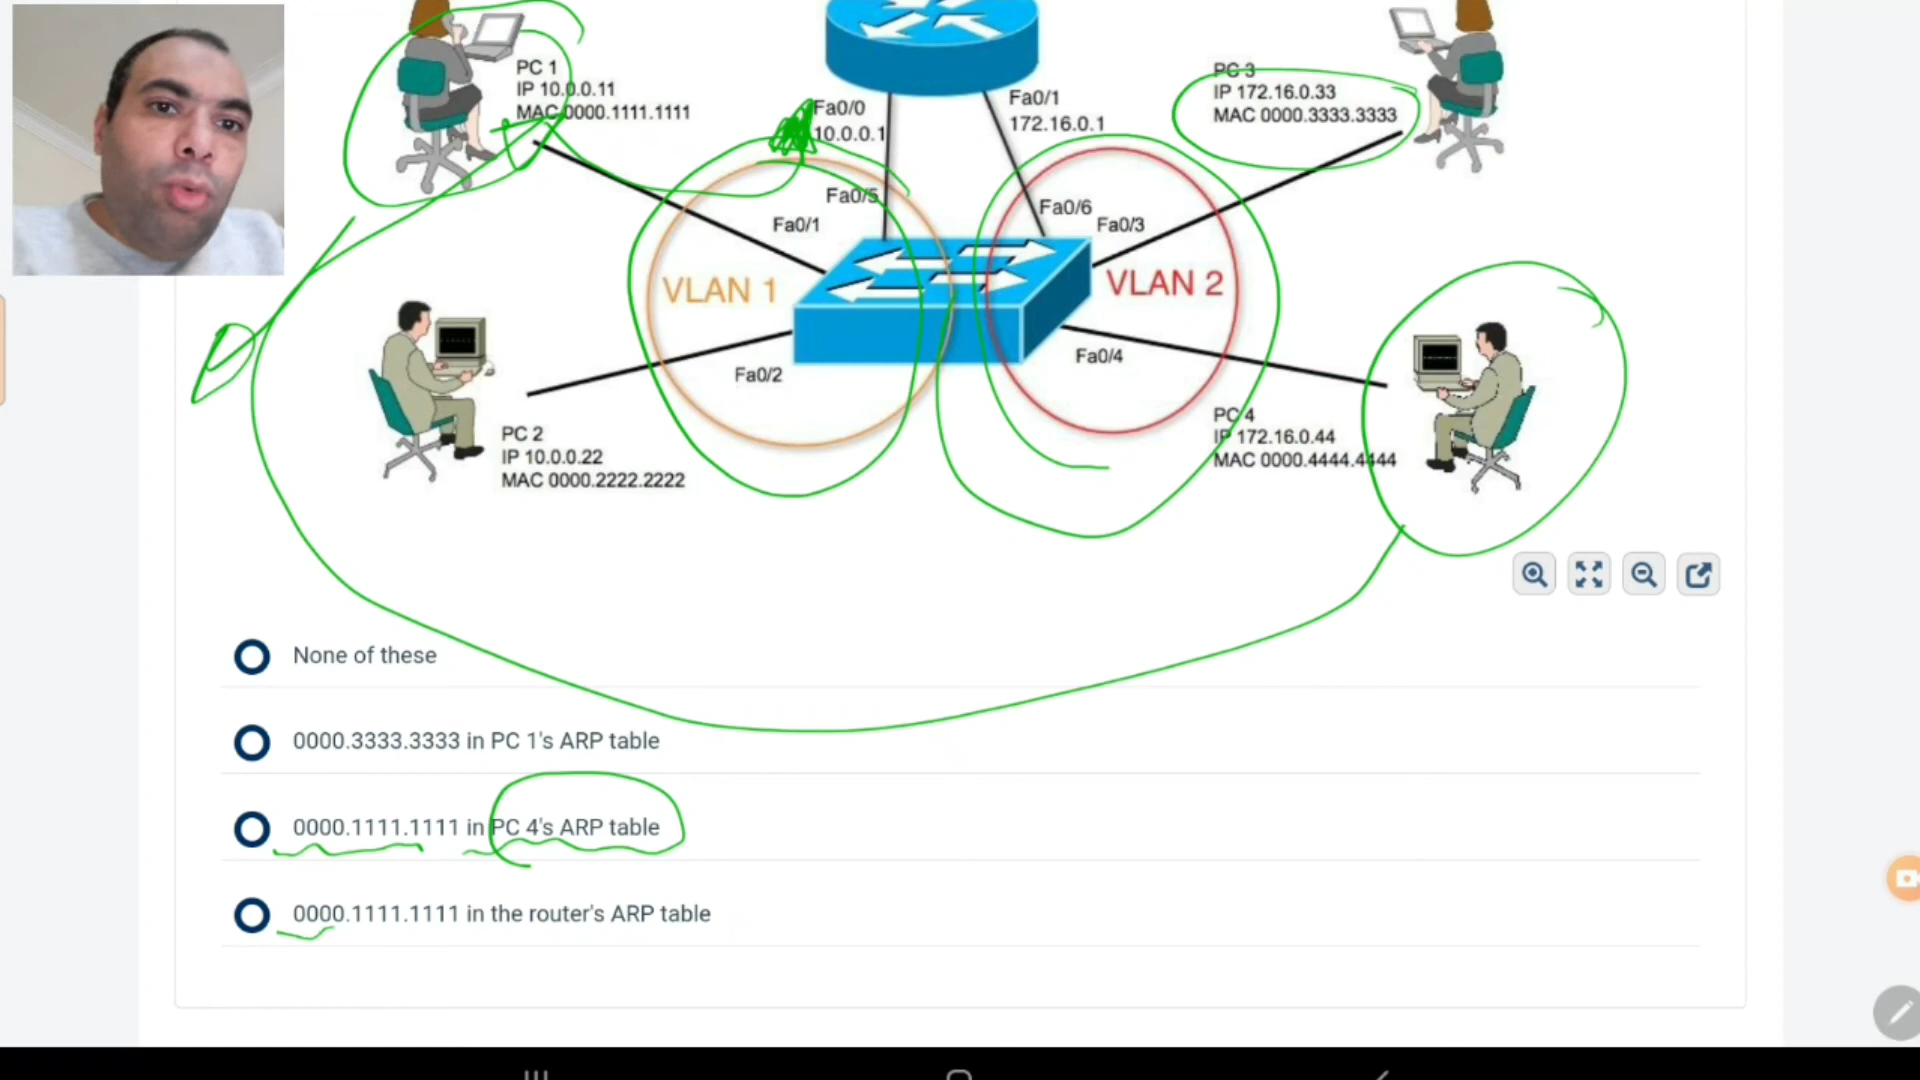 PC 1
IP 10.0.0.11
MAC 0000.1111.1111
Fa0/0
10.0.0.1
Fa0/1
172.16.0.1
PC 3
IP 172.16.0.33
MAC 0000.3333.3333
Fa0/5
Fa0/1
Fa0/6
Fa0/3
VLAN 1
VLAN 2
Fa0/2
Fa0/4
PC 2
IP 10.0.0.22
MAC 0000.2222.2222
PC 4
IP 172.16.0.44
MAC 0000.4444.4444
None of these
0000.3333.3333 in PC 1's ARP table
0000.1111.1111 in PC 4's ARP table
0000.1111.1111 in the router's ARP table